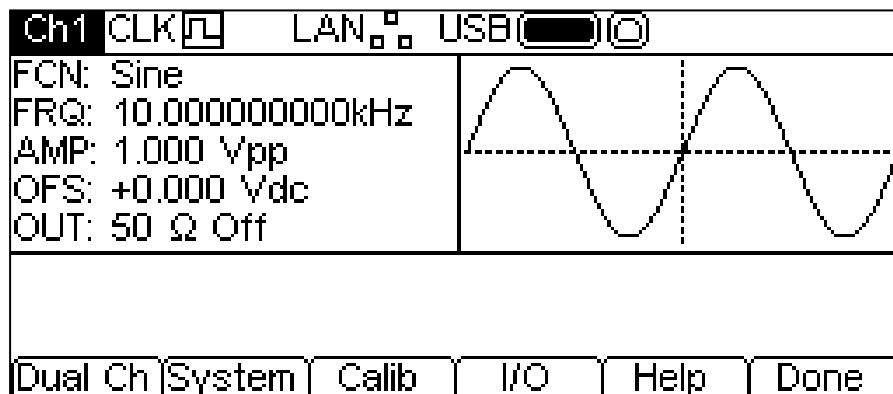 Ch1 CLK LAN USB
FCN: Sine
FRQ: 10.000000000kHz
AMP: 1.000 Vpp
OFS: +0.000 Vdc
OUT: 50 Ω Off
Dual Ch System Calib I/O Help Done